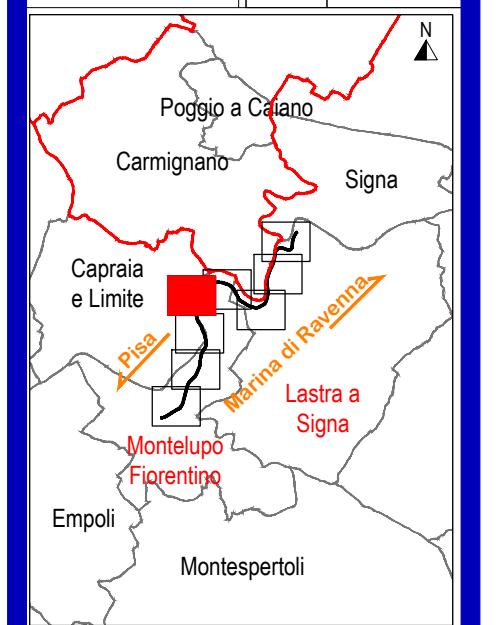 N
Poggio a Caiano
Carmignano
Signa
Capraia
e Limite
Pisa
Marina di Ravenna
Lastra a
Signa
Montelupo
Fiorentino
Empoli
Montespertoli